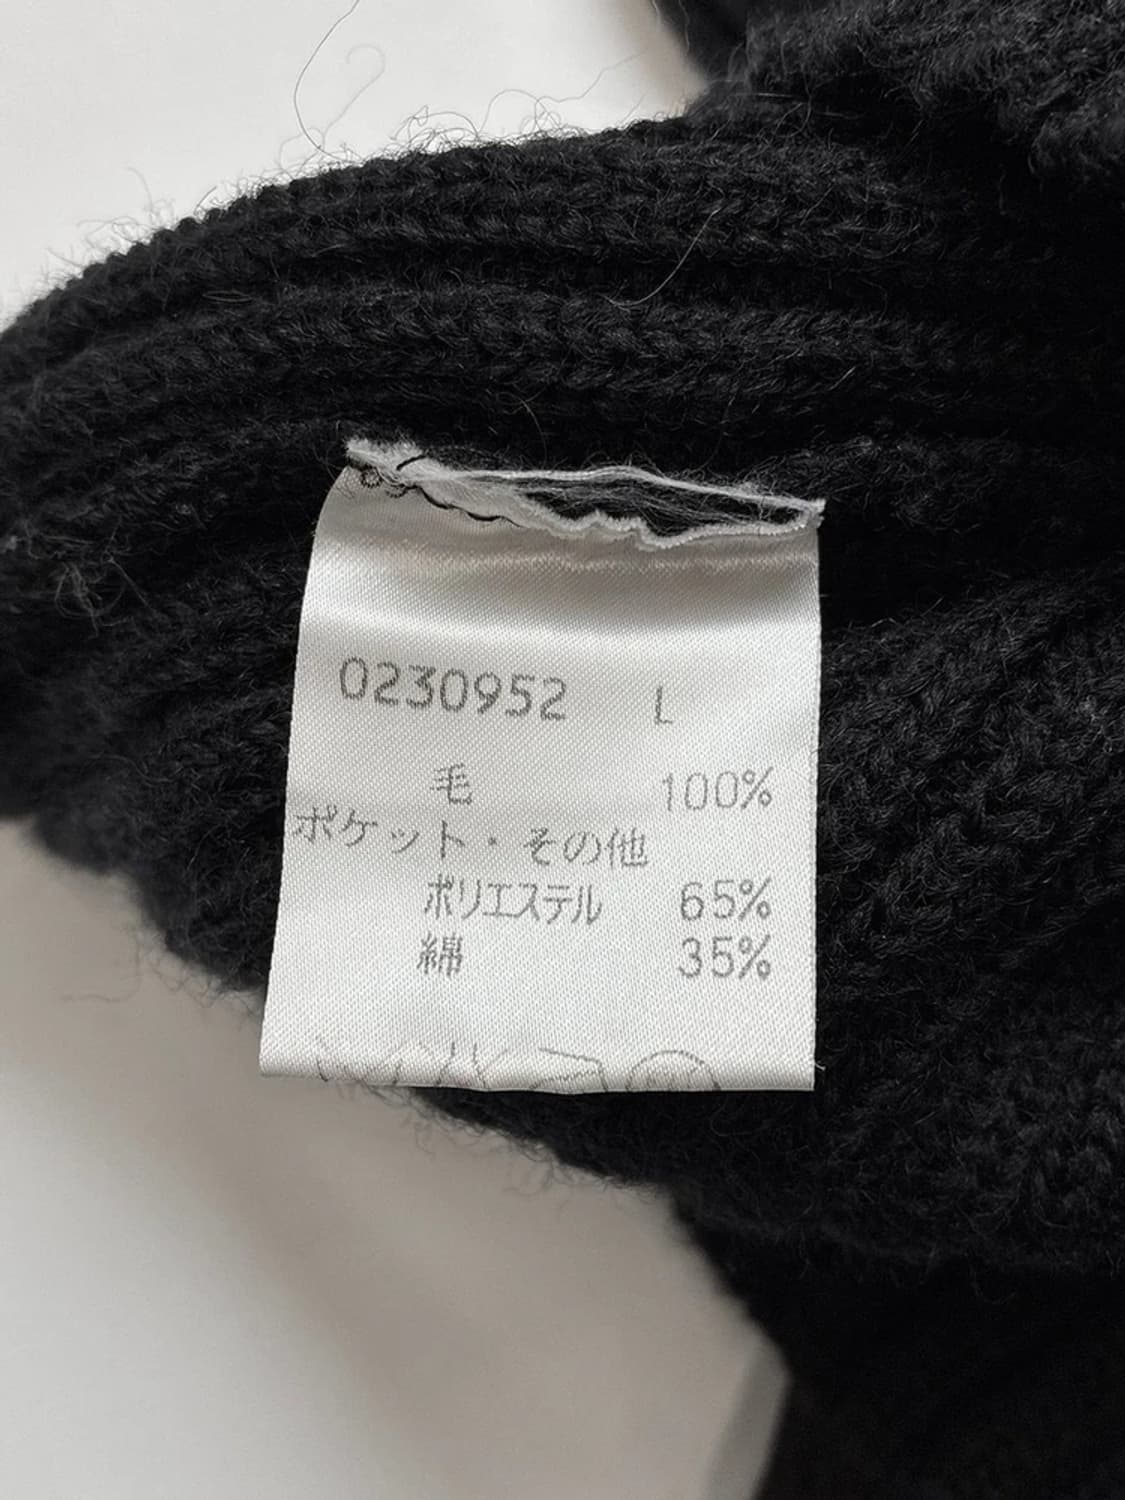 0230952 L
毛 100%
ポケット・その他
ポリエステル 65%
綿 35%